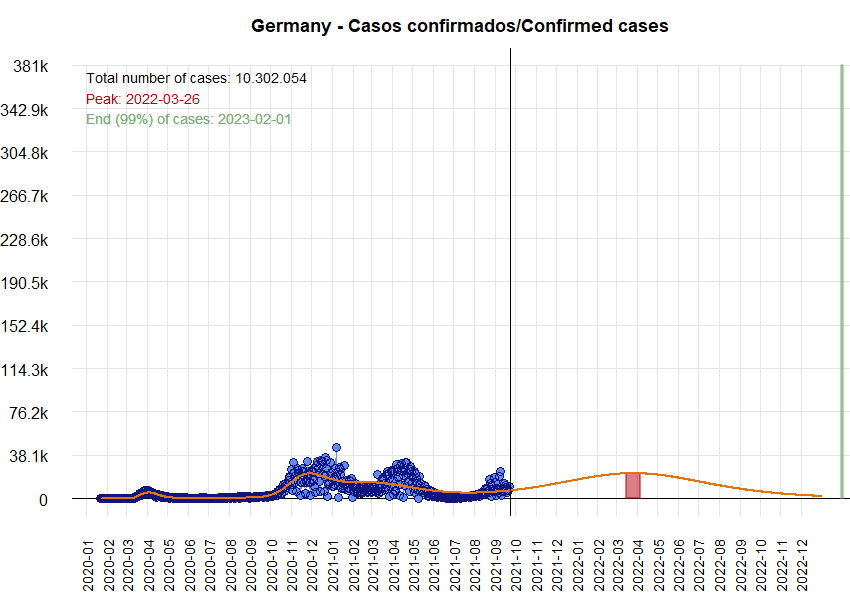 Germany - Casos confirmados/Confirmed cases
Total number of cases: 10.302.054
Peak: 2022-03-26
End (99%) of cases: 2023-02-01
381k
342.9k
304.8k
266.7k
228.6k
190.5k
152.4k
114.3k
76.2k
38.1k
0
2020-01
2020-02
2020-03
2020-04
2020-05
2020-06
2020-07
2020-08
2020-09
2020-10
2020-11
2020-12
2021-01
2021-02
2021-03
2021-04
2021-05
2021-06
2021-07
2021-08
2021-09
2021-10
2021-11
2021-12
2022-01
2022-02
2022-03
2022-04
2022-05
2022-06
2022-07
2022-08
2022-09
2022-10
2022-11
2022-12